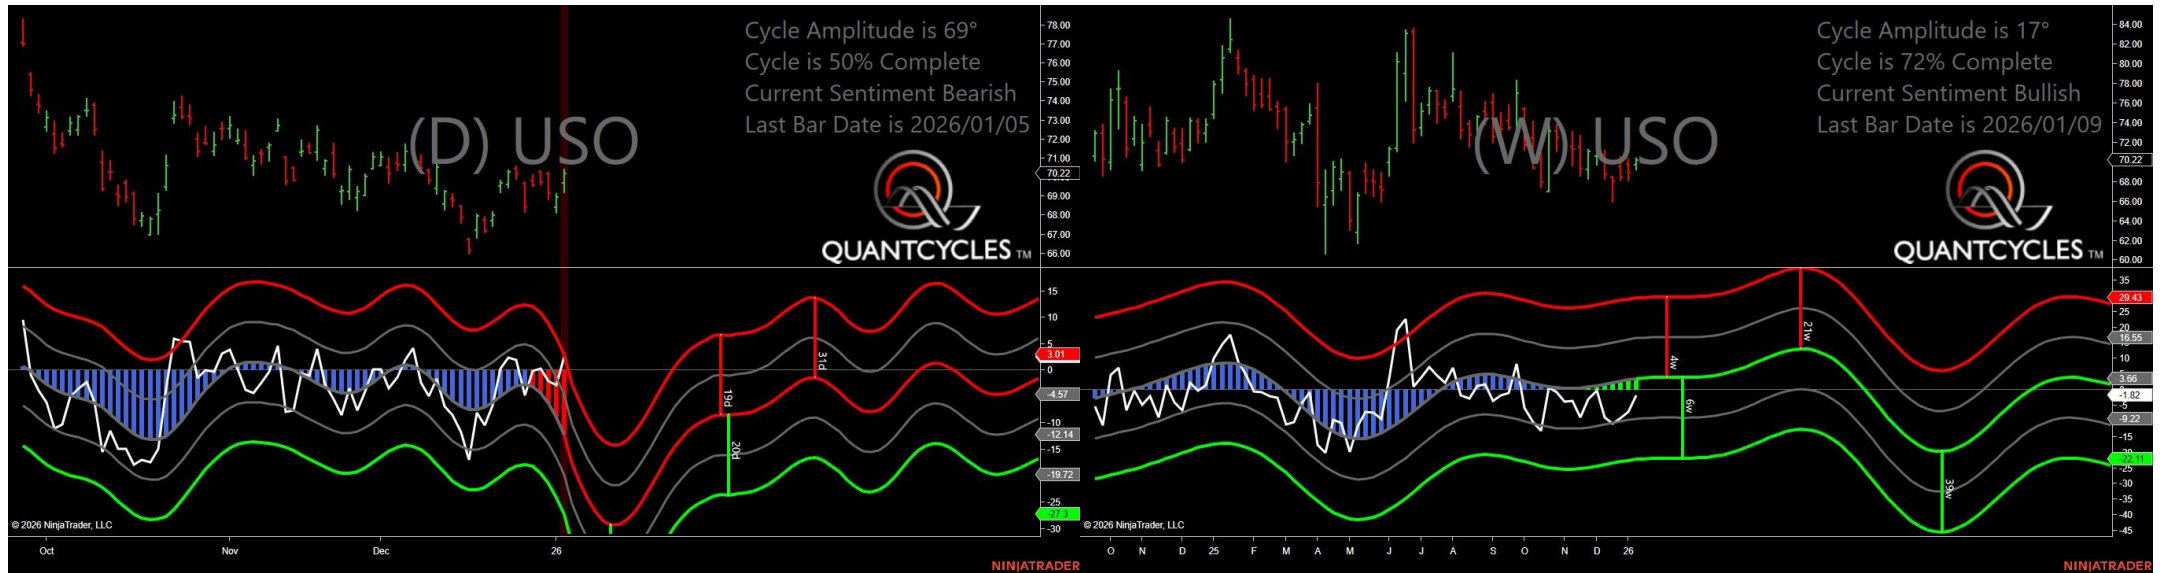 Cycle Amplitude is 69°
Cycle is 50% Complete
Current Sentiment Bearish
Last Bar Date is 2026/01/05
(D) USO
QUANTCYCLES TM
78.00
77.00
76.00
75.00
74.00
73.00
72.00
71.00
70.22
69.00
68.00
67.00
66.00
15
10
5
3.01
0
-4.57
-10
-12.14
-15
-19.72
-25
-27.3
-30
19d
20d
31d
© 2026 NinjaTrader, LLC
Oct Nov Dec 26
NINJATRADER
Cycle Amplitude is 17°
Cycle is 72% Complete
Current Sentiment Bullish
Last Bar Date is 2026/01/09
(W) USO
QUANTCYCLES TM
84.00
82.00
80.00
78.00
76.00
74.00
72.00
70.22
68.00
66.00
64.00
62.00
60.00
35
29.43
25
20
16.55
10
3.66
-1.82
-5
-9.22
-15
-22.11
-25
-30
-35
-40
-45
4w
6w
21w
39w
© 2026 NinjaTrader, LLC
O N D 25 F M A M J J A S O N D 26
NINJATRADER